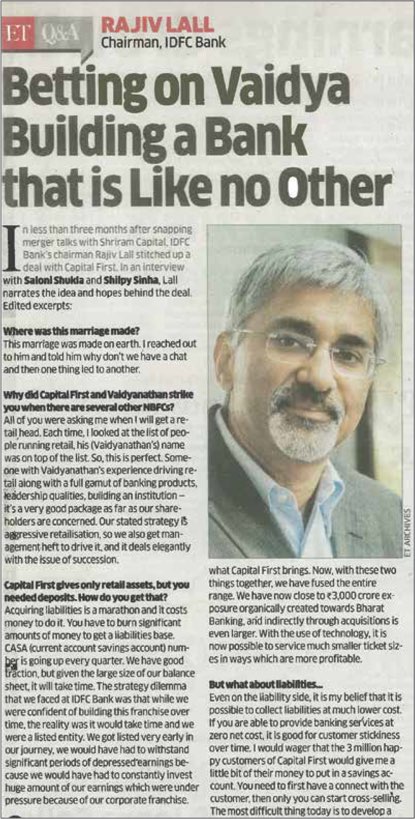 ET Q&A
RAJIV LALL
Chairman, IDFC Bank
Betting on Vaidya
Building a Bank
that is Like no Other
In less than three months after snapping
merger talks with Shriram Capital, IDFC
Bank's chairman Rajiv Lall stitched up a
deal with Capital First. In an interview
with Saloni Shukla and Shilpy Sinha, Lall
narrates the idea and hopes behind the deal.
Edited excerpts:
Where was this marriage made?
This marriage was made on earth. I reached out
to him and told him why don't we have a chat
and then one thing led to another.
Why did Capital First and Vaidyanathan strike
you when there are several other NBFCs?
All of you were asking me when I will get a re-
tail head. Each time, I looked at the list of peo-
ple running retail, his (Vaidyanathan's) name
was on top of the list. So, this is perfect. Some-
one with Vaidyanathan's experience driving re-
tail along with a full gamut of banking products,
leadership qualities, building an institution –
it's a very good package as far as our share-
holders are concerned. Our stated strategy is
aggressive retailisation, so we also get man-
agement heft to drive it, and it deals elegantly
with the issue of succession.
Capital First gives only retail assets, but you
needed deposits. How do you get that?
Acquiring liabilities is a marathon and it costs
money to do it. You have to burn significant
amounts of money to get a liabilities base.
CASA (current account savings account) num-
ber is going up every quarter. We have good
traction, but given the large size of our balance
sheet, it will take time. The strategy dilemma
that we faced at IDFC Bank was that while we
were confident of building this franchise over
time, the reality was it would take time and we
were a listed entity. We got listed very early in
our journey, we would have had to withstand
significant periods of depressed earnings be-
cause we would have had to constantly invest
huge amount of our earnings which were under
pressure because of our corporate franchise.
ET ARCHIVES
what Capital First brings. Now, with these two
things together, we have fused the entire
range. We have now close to ₹3,000 crore ex-
posure organically created towards Bharat
Banking, and indirectly through acquisitions is
even larger. With the use of technology, it is
now possible to service much smaller ticket siz-
es in ways which are more profitable.
But what about liabilities...
Even on the liability side, it is my belief that it is
possible to collect liabilities at much lower cost.
If you are able to provide banking services at
zero net cost, it is good for customer stickiness
over time. I would wager that the 3 million hap-
py customers of Capital First would give me a
little bit of their money to put in a savings ac-
count. You need to first have a connect with the
customer, then only you can start cross-selling.
The most difficult thing today is to develop a